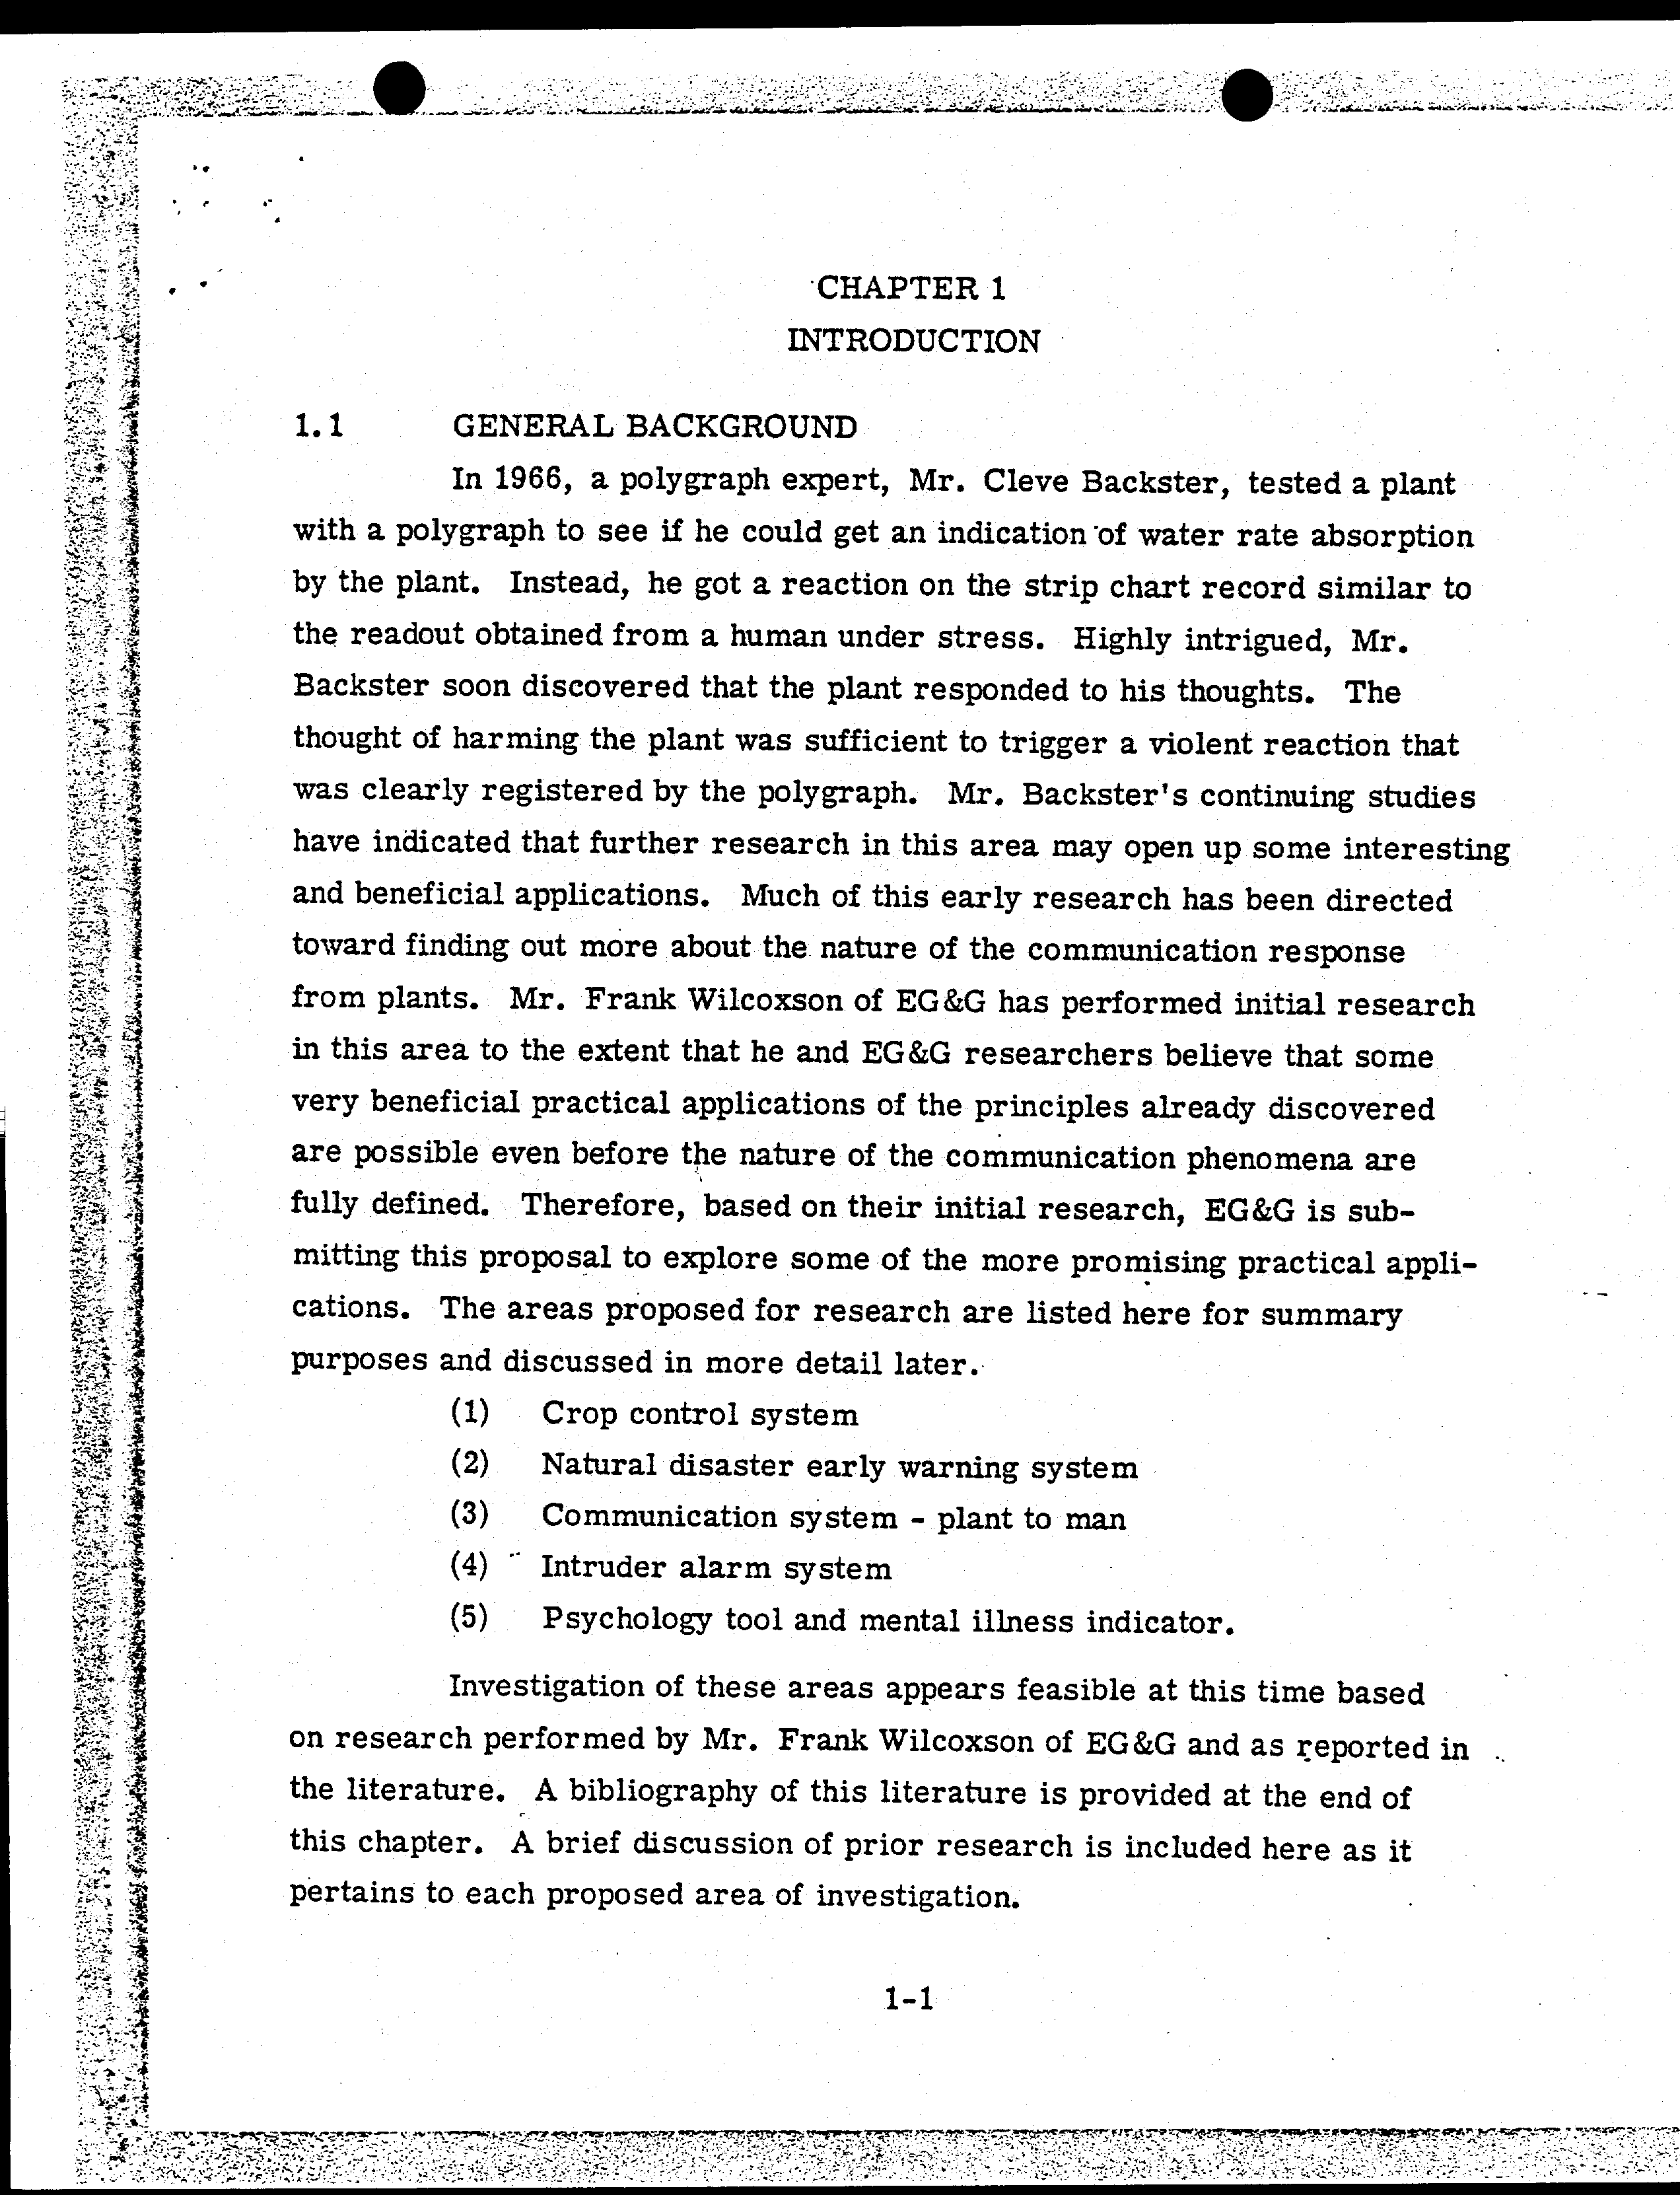 CHAPTER 1
INTRODUCTION
1.1 GENERAL BACKGROUND
In 1966, a polygraph expert, Mr. Cleve Backster, tested a plant
with a polygraph to see if he could get an indication of water rate absorption
by the plant. Instead, he got a reaction on the strip chart record similar to
the readout obtained from a human under stress. Highly intrigued, Mr.
Backster soon discovered that the plant responded to his thoughts. The
thought of harming the plant was sufficient to trigger a violent reaction that
was clearly registered by the polygraph. Mr. Backster's continuing studies
have indicated that further research in this area may open up some interesting
and beneficial applications. Much of this early research has been directed
toward finding out more about the nature of the communication response
from plants. Mr. Frank Wilcoxson of EG&G has performed initial research
in this area to the extent that he and EG&G researchers believe that some
very beneficial practical applications of the principles already discovered
are possible even before the nature of the communication phenomena are
fully defined. Therefore, based on their initial research, EG&G is sub-
mitting this proposal to explore some of the more promising practical appli-
cations. The areas proposed for research are listed here for summary
purposes and discussed in more detail later.
(1) Crop control system
(2) Natural disaster early warning system
(3) Communication system - plant to man
(4) Intruder alarm system
(5) Psychology tool and mental illness indicator.
Investigation of these areas appears feasible at this time based
on research performed by Mr. Frank Wilcoxson of EG&G and as reported in
the literature. A bibliography of this literature is provided at the end of
this chapter. A brief discussion of prior research is included here as it
pertains to each proposed area of investigation.
1-1